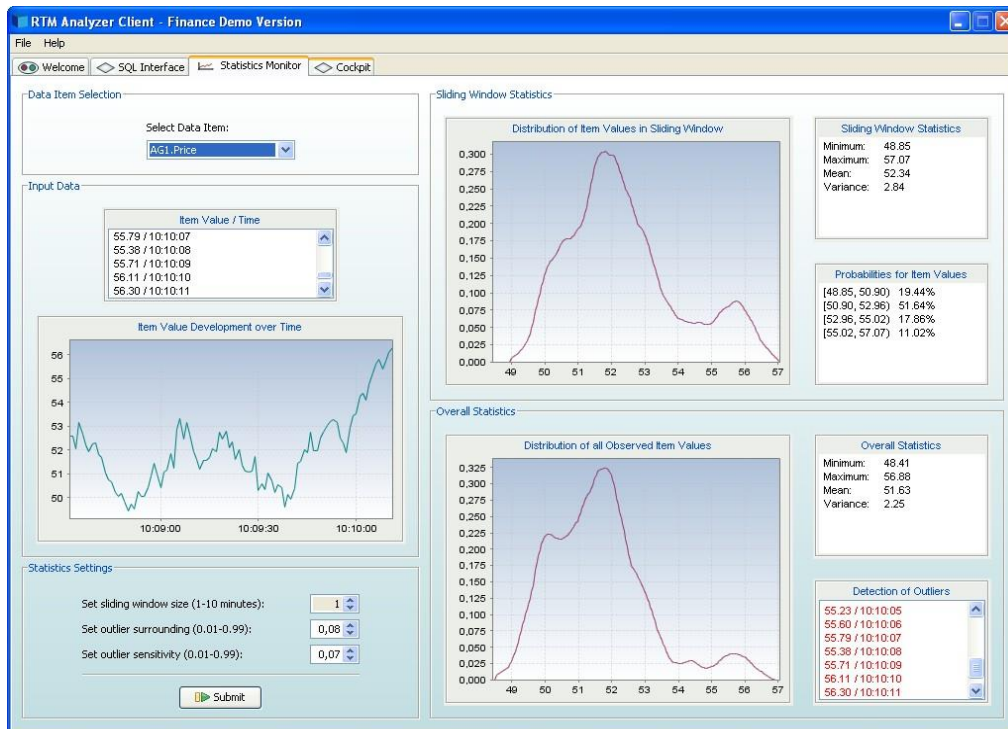 RTM Analyzer Client - Finance Demo Version
File Help
Welcome SQL Interface Statistics Monitor Cockpit
Data Item Selection
Select Data Item:
AG1.Price
Input Data
Item Value / Time
55.79 / 10:10:07
55.38 / 10:10:08
55.71 / 10:10:09
56.11 / 10:10:10
56.30 / 10:10:11
Item Value Development over Time
56
55
54
53
52
51
50
10:09:00 10:09:30 10:10:00
Statistics Settings
Set sliding window size (1-10 minutes): 1
Set outlier surrounding (0.01-0.99): 0,08
Set outlier sensitivity (0.01-0.99): 0,07
Submit
Sliding Window Statistics
Distribution of Item Values in Sliding Window
0,300
0,275
0,250
0,225
0,200
0,175
0,150
0,125
0,100
0,075
0,050
0,025
0,000
49 50 51 52 53 54 55 56 57
Sliding Window Statistics
Minimum: 48.85
Maximum: 57.07
Mean: 52.34
Variance: 2.84
Probabilities for Item Values
[48.85, 50.90) 19.44%
[50.90, 52.96) 51.64%
[52.96, 55.02) 17.86%
[55.02, 57.07) 11.02%
Overall Statistics
Distribution of all Observed Item Values
0,325
0,300
0,275
0,250
0,225
0,200
0,175
0,150
0,125
0,100
0,075
0,050
0,025
0,000
49 50 51 52 53 54 55 56 57
Overall Statistics
Minimum: 48.41
Maximum: 56.88
Mean: 51.63
Variance: 2.25
Detection of Outliers
55.23 / 10:10:05
55.60 / 10:10:06
55.79 / 10:10:07
55.38 / 10:10:08
55.71 / 10:10:09
56.11 / 10:10:10
56.30 / 10:10:11